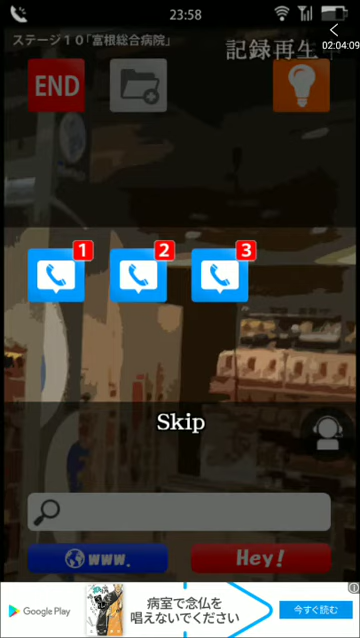 23:58
ステージ１０「富根総合病院」
記録再生
02:04:09
END
1
2
3
Skip
www.
Hey!
Google Play
病室で念仏を
唱えないでください
今すぐ読む